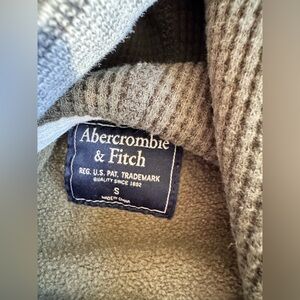 Abercrombie
& Fitch
REG. U.S. PAT. TRADEMARK
QUALITY SINCE 1892
S
MADE IN CHINA